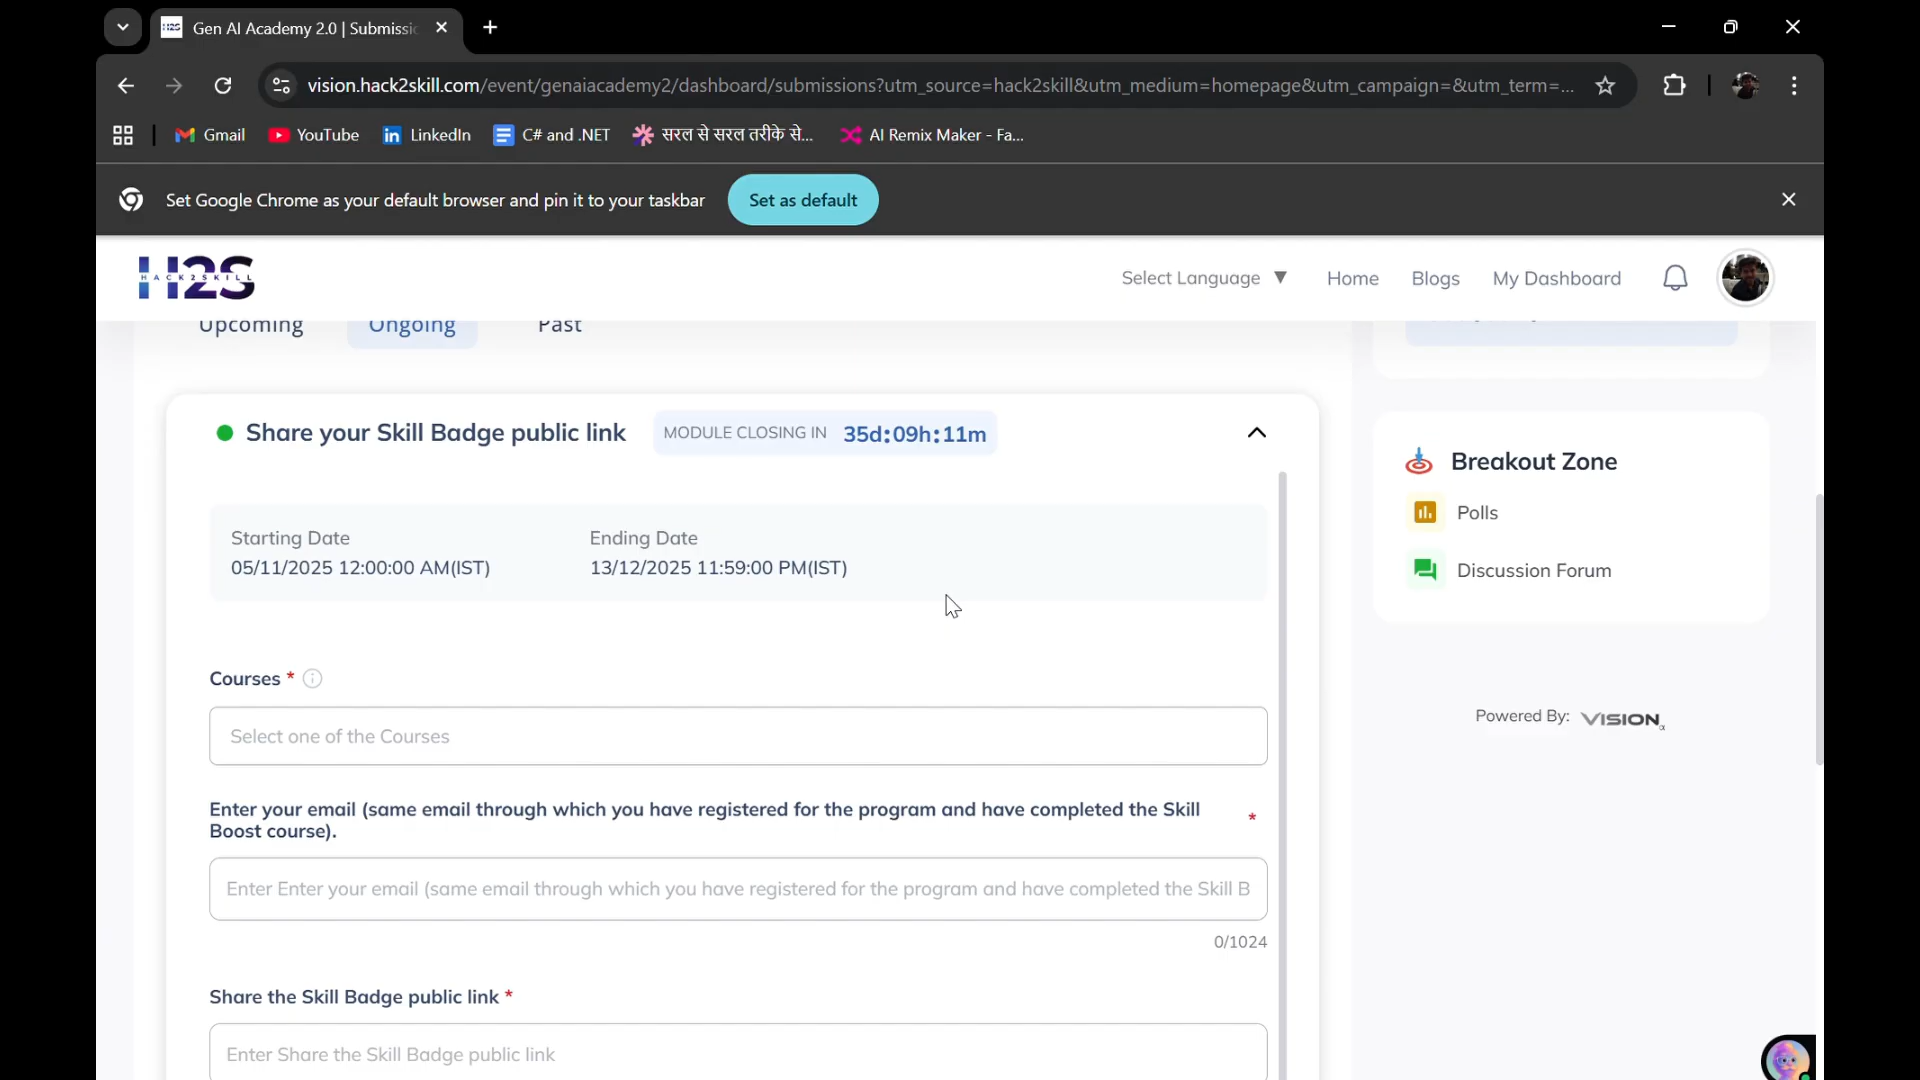 Gen AI Academy 2.0 | Submissi
vision.hack2skill.com/event/genaiacademy2/dashboard/submissions?utm_source=hack2skill&utm_medium=homepage&utm_campaign=&utm_term=...
Gmail
YouTube
LinkedIn
C# and .NET
सरल से सरल तरीके से...
AI Remix Maker - Fa...
Set Google Chrome as your default browser and pin it to your taskbar
Set as default
H2S
HACK2SKILL
Select Language ▼
Home
Blogs
My Dashboard
Upcoming
Ongoing
Past
Share your Skill Badge public link
MODULE CLOSING IN 35d:09h:11m
Starting Date
05/11/2025 12:00:00 AM(IST)
Ending Date
13/12/2025 11:59:00 PM(IST)
Courses *
Select one of the Courses
Enter your email (same email through which you have registered for the program and have completed the Skill
Boost course). *
Enter Enter your email (same email through which you have registered for the program and have completed the Skill B
0/1024
Share the Skill Badge public link *
Enter Share the Skill Badge public link
Breakout Zone
Polls
Discussion Forum
Powered By: VISION